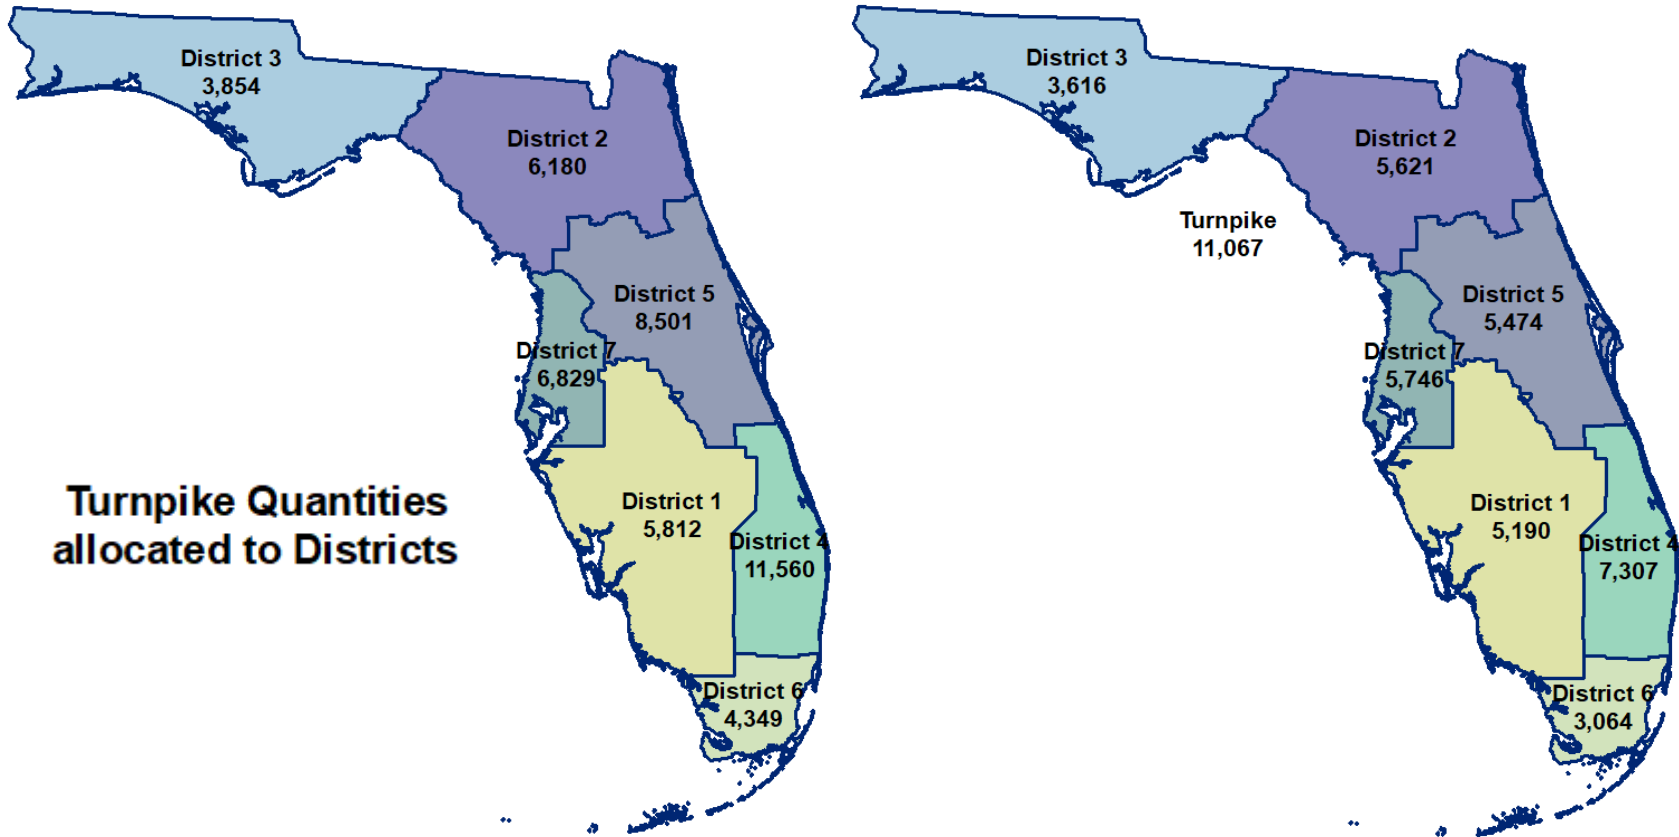 District 3
3,854
District 2
6,180
District 5
8,501
District 7
6,829
District 1
5,812
District 4
11,560
District 6
4,349
Turnpike Quantities
allocated to Districts
District 3
3,616
District 2
5,621
Turnpike
11,067
District 5
5,474
District 7
5,746
District 1
5,190
District 4
7,307
District 6
3,064